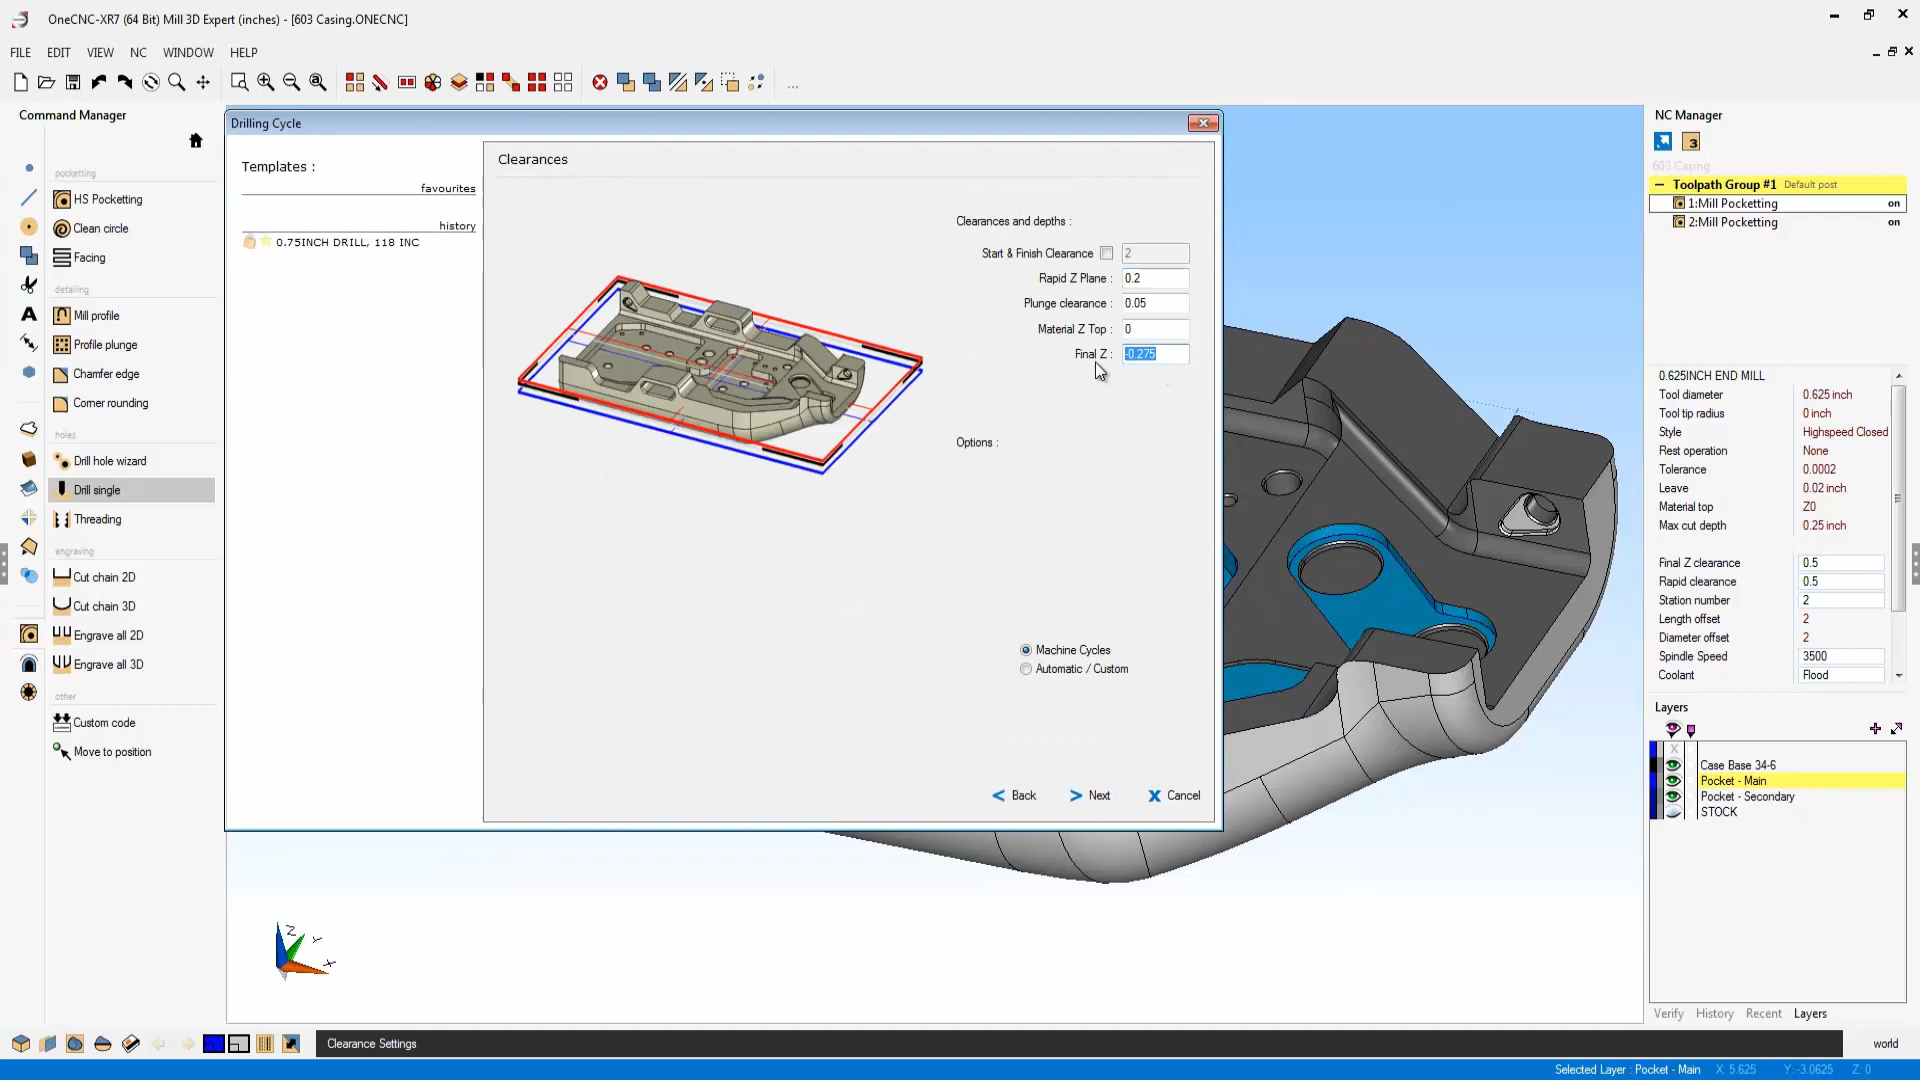 OneCNC-XR7 (64 Bit) Mill 3D Expert (inches) - [603 Casing.ONECNC]
FILE EDIT VIEW NC WINDOW HELP
...
Command Manager
pocketting
HS Pocketting
Clean circle
Facing
detailing
Mill profile
Profile plunge
Chamfer edge
Corner rounding
holes
Drill hole wizard
Drill single
Threading
engraving
Cut chain 2D
Cut chain 3D
Engrave all 2D
Engrave all 3D
other
Custom code
Move to position
Drilling Cycle
Templates :
favourites
history
0.75INCH DRILL, 118 INC
Clearances
Clearances and depths :
Start & Finish Clearance 2
Rapid Z Plane : 0.2
Plunge clearance : 0.05
Material Z Top : 0
Final Z : -0.275
Options :
Machine Cycles
Automatic / Custom
< Back > Next X Cancel
Z Y X
NC Manager
3
603 Casing
Toolpath Group #1 Default post
1:Mill Pocketting on
2:Mill Pocketting on
0.625INCH END MILL
Tool diameter 0.625 inch
Tool tip radius 0 inch
Style Highspeed Closed
Rest operation None
Tolerance 0.0002
Leave 0.02 inch
Material top Z0
Max cut depth 0.25 inch
Final Z clearance 0.5
Rapid clearance 0.5
Station number 2
Length offset 2
Diameter offset 2
Spindle Speed 3500
Coolant Flood
Layers
X
Case Base 34-6
Pocket - Main
Pocket - Secondary
STOCK
Verify History Recent Layers
Clearance Settings
world
Selected Layer : Pocket - Main X: 5.625 Y: -3.0625 Z: 0